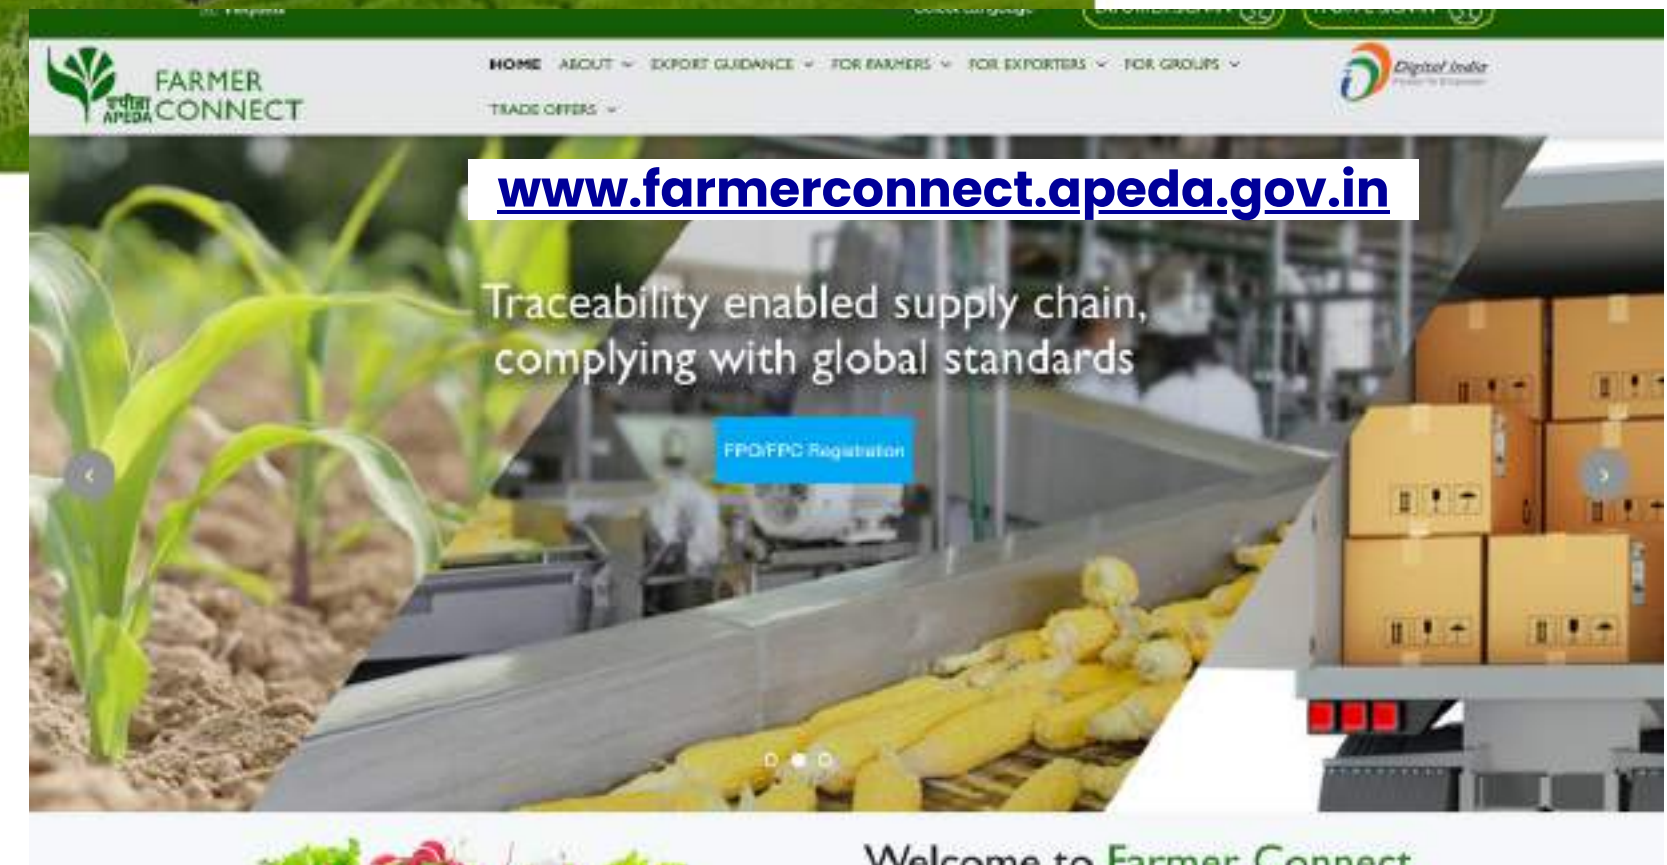 FARMER
CONNECT
एपीडा
APEDA
HOME ABOUT EXPORT GUIDANCE FOR FARMERS FOR EXPORTERS FOR GROUPS
TRADE OFFERS
Digital India
www.farmerconnect.apeda.gov.in
Traceability enabled supply chain,
complying with global standards
FPO/FPC Registration
Welcome to Farmer Connect